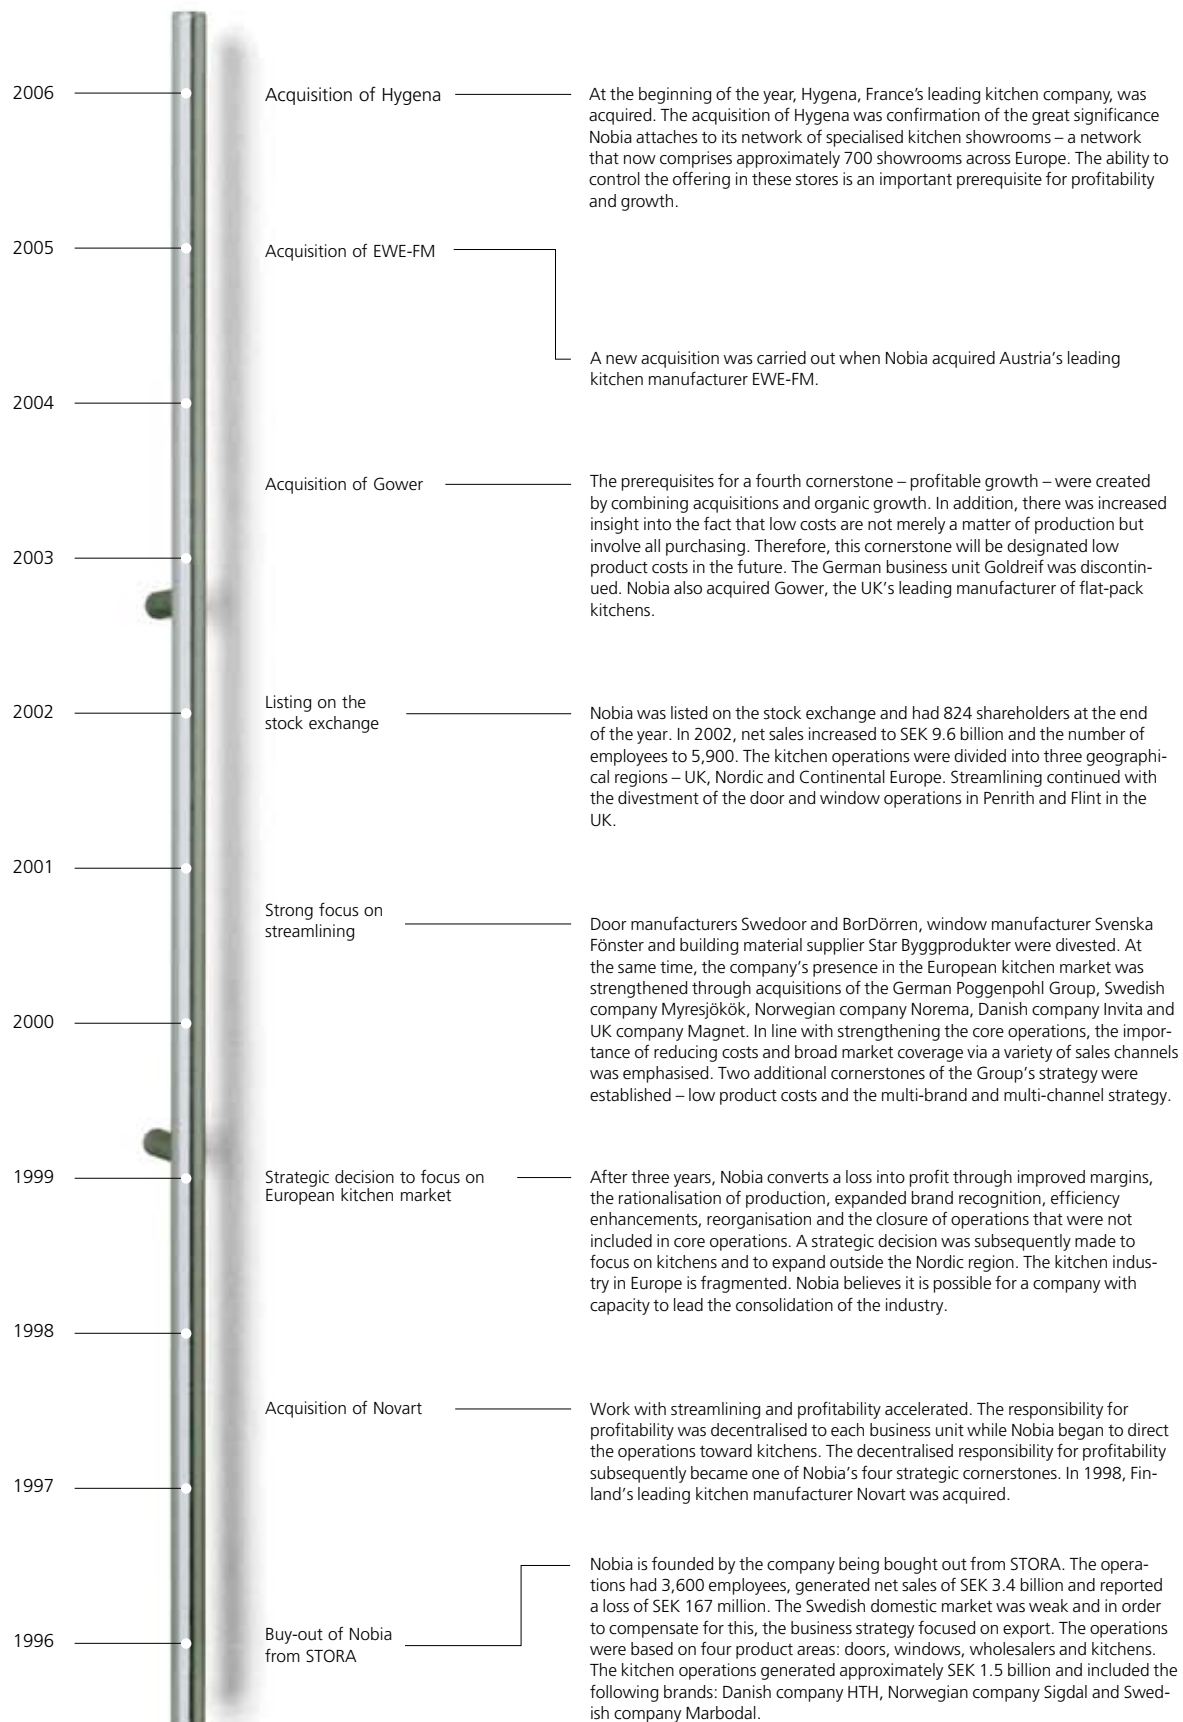 2006
Acquisition of Hygena
At the beginning of the year, Hygena, France's leading kitchen company, was
acquired. The acquisition of Hygena was confirmation of the great significance
Nobia attaches to its network of specialised kitchen showrooms – a network
that now comprises approximately 700 showrooms across Europe. The ability to
control the offering in these stores is an important prerequisite for profitability
and growth.
2005
Acquisition of EWE-FM
A new acquisition was carried out when Nobia acquired Austria's leading
kitchen manufacturer EWE-FM.
2004
Acquisition of Gower
The prerequisites for a fourth cornerstone – profitable growth – were created
by combining acquisitions and organic growth. In addition, there was increased
insight into the fact that low costs are not merely a matter of production but
involve all purchasing. Therefore, this cornerstone will be designated low
product costs in the future. The German business unit Goldreif was discontin-
ued. Nobia also acquired Gower, the UK's leading manufacturer of flat-pack
kitchens.
2003
2002
Listing on the
stock exchange
Nobia was listed on the stock exchange and had 824 shareholders at the end
of the year. In 2002, net sales increased to SEK 9.6 billion and the number of
employees to 5,900. The kitchen operations were divided into three geographi-
cal regions – UK, Nordic and Continental Europe. Streamlining continued with
the divestment of the door and window operations in Penrith and Flint in the
UK.
2001
Strong focus on
streamlining
Door manufacturers Swedoor and BorDörren, window manufacturer Svenska
Fönster and building material supplier Star Byggprodukter were divested. At
the same time, the company's presence in the European kitchen market was
strengthened through acquisitions of the German Poggenpohl Group, Swedish
company Myresjökök, Norwegian company Norema, Danish company Invita and
UK company Magnet. In line with strengthening the core operations, the impor-
tance of reducing costs and broad market coverage via a variety of sales channels
was emphasised. Two additional cornerstones of the Group's strategy were
established – low product costs and the multi-brand and multi-channel strategy.
2000
1999
Strategic decision to focus on
European kitchen market
After three years, Nobia converts a loss into profit through improved margins,
the rationalisation of production, expanded brand recognition, efficiency
enhancements, reorganisation and the closure of operations that were not
included in core operations. A strategic decision was subsequently made to
focus on kitchens and to expand outside the Nordic region. The kitchen indus-
try in Europe is fragmented. Nobia believes it is possible for a company with
capacity to lead the consolidation of the industry.
1998
Acquisition of Novart
Work with streamlining and profitability accelerated. The responsibility for
profitability was decentralised to each business unit while Nobia began to direct
the operations toward kitchens. The decentralised responsibility for profitability
subsequently became one of Nobia's four strategic cornerstones. In 1998, Fin-
land's leading kitchen manufacturer Novart was acquired.
1997
1996
Buy-out of Nobia
from STORA
Nobia is founded by the company being bought out from STORA. The opera-
tions had 3,600 employees, generated net sales of SEK 3.4 billion and reported
a loss of SEK 167 million. The Swedish domestic market was weak and in order
to compensate for this, the business strategy focused on export. The operations
were based on four product areas: doors, windows, wholesalers and kitchens.
The kitchen operations generated approximately SEK 1.5 billion and included the
following brands: Danish company HTH, Norwegian company Sigdal and Swed-
ish company Marbodal.